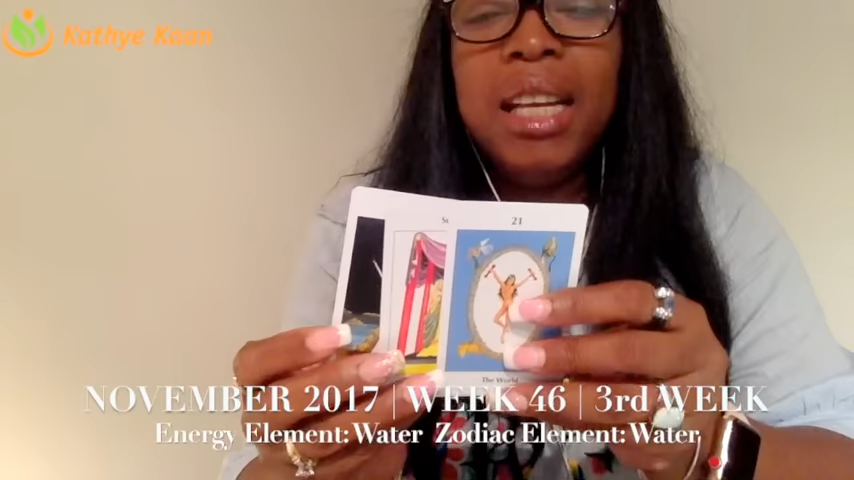 Kathye Kaan
21
The World
NOVEMBER 2017 | WEEK 46 | 3rd WEEK
Energy Element:Water Zodiac Element:Water